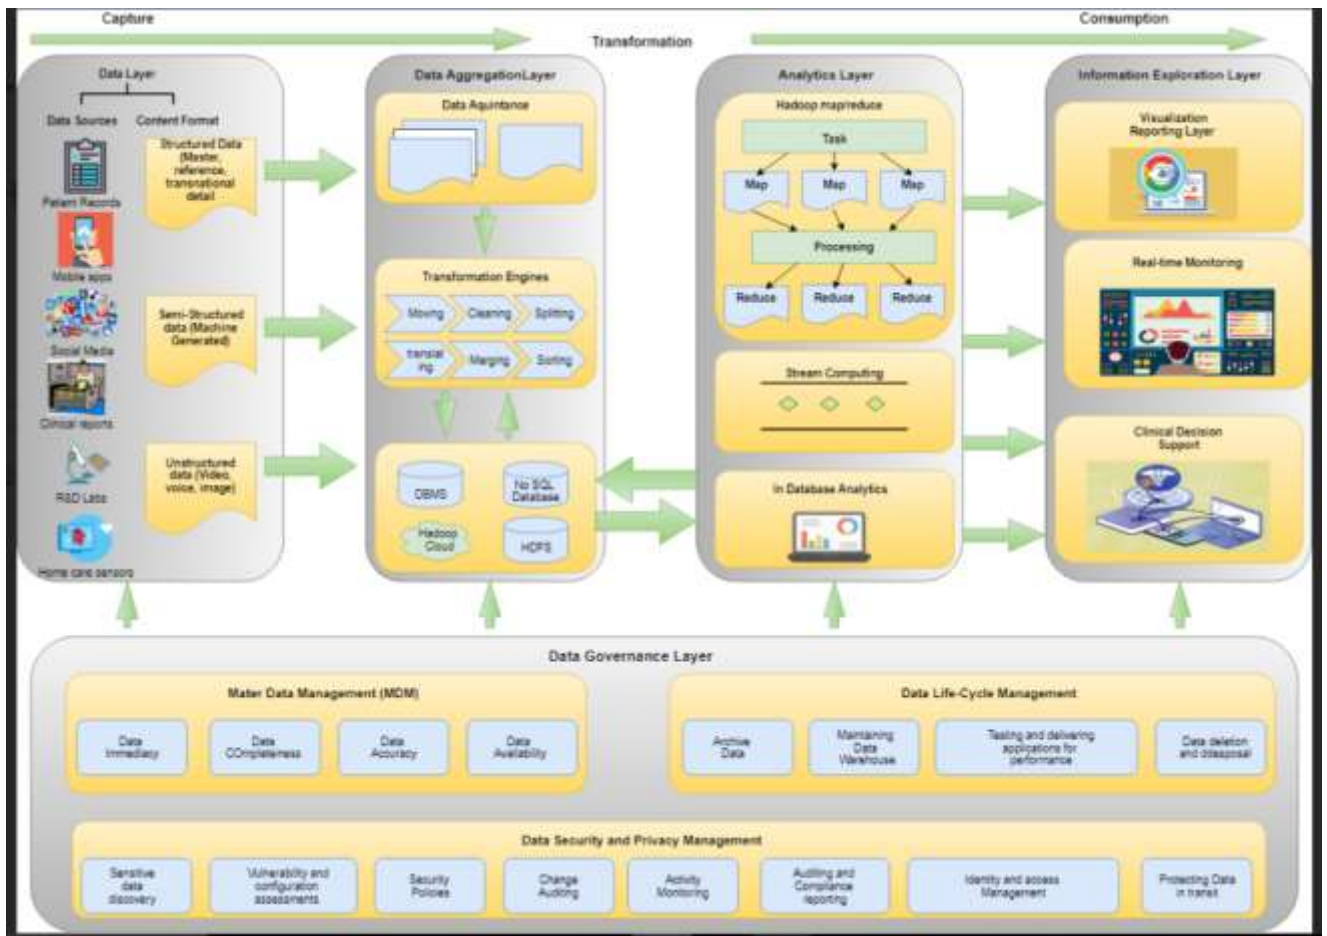 Capture
Transformation
Consumption
Data Layer
Data Sources
Content Format
Patient Records
Mobile apps
Social Media
Clinical reports
R&D Labs
Home care sensors
Structured Data
(Master,
reference,
transnational
detail
Semi-Structured
data (Machine
Generated)
Unstructured
data (Video,
voice, image)
Data AggregationLayer
Data Aquintance
Transformation Engines
Moving
Cleaning
Splitting
translat
ing
Marging
Sorting
DBMS
No SQL
Database
Hadoop
Cloud
HDFS
Analytics Layer
Hadoop map/reduce
Task
Map
Map
Map
Processing
Reduce
Reduce
Reduce
Stream Computing
In Database Analytics
Information Exploration Layer
Visualization
Reporting Layer
Real-time Monitoring
Clinical Decision
Support
Data Governance Layer
Mater Data Management (MDM)
Data
Immediacy
Data
COmpleteness
Data
Accuracy
Data
Availability
Data Life-Cycle Management
Archive
Data
Maintaining
Data
Warehouse
Testing and delivering
applications for
performance
Data deletion
and
Data Security and Privacy Management
Sensitive
data
discovery
Vulnerability and
configuration
assessments
Security
Policies
Change
Auditing
Activity
Monitoring
Auditing and
Compliance
reporting
Identity and access
Management
Protecting Data
in transit